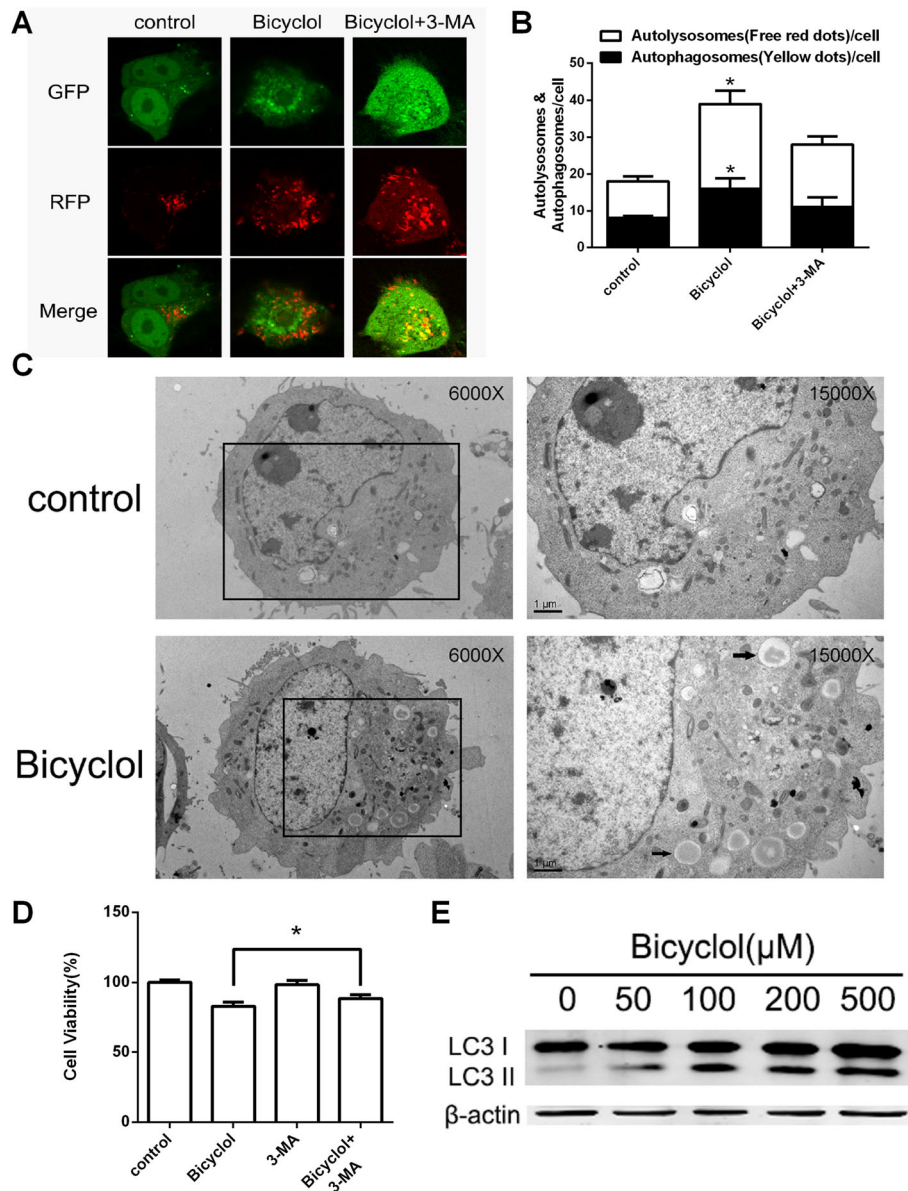 A
control Bicyclol Bicyclol+3-MA
GFP
RFP
Merge
B
Autolysosomes(Free red dots)/cell
Autophagosomes(Yellow dots)/cell
Autolysosomes &
Autophagosomes/cell
50
40
30
20
10
0
*
*
control
Bicyclol
Bicyclol+3-MA
C
control
6000X
15000X
1 µm
Bicyclol
6000X
15000X
1 µm
D
Cell Viability(%)
150
100
50
0
*
control
Bicyclol
3-MA
Bicyclol+
3-MA
E
Bicyclol(µM)
0 50 100 200 500
LC3 I
LC3 II
β-actin